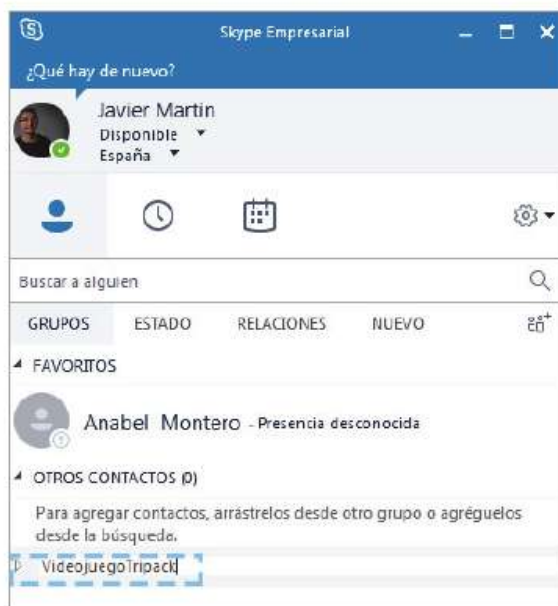 Skype Empresarial
¿Qué hay de nuevo?
Javier Martin
Disponible
España
Buscar a alguien
GRUPOS ESTADO RELACIONES NUEVO
FAVORITOS
Anabel Montero - Presencia desconocida
OTROS CONTACTOS (0)
Para agregar contactos, arrástrelos desde otro grupo o agréguelos
desde la búsqueda.
VideojuegoTripack